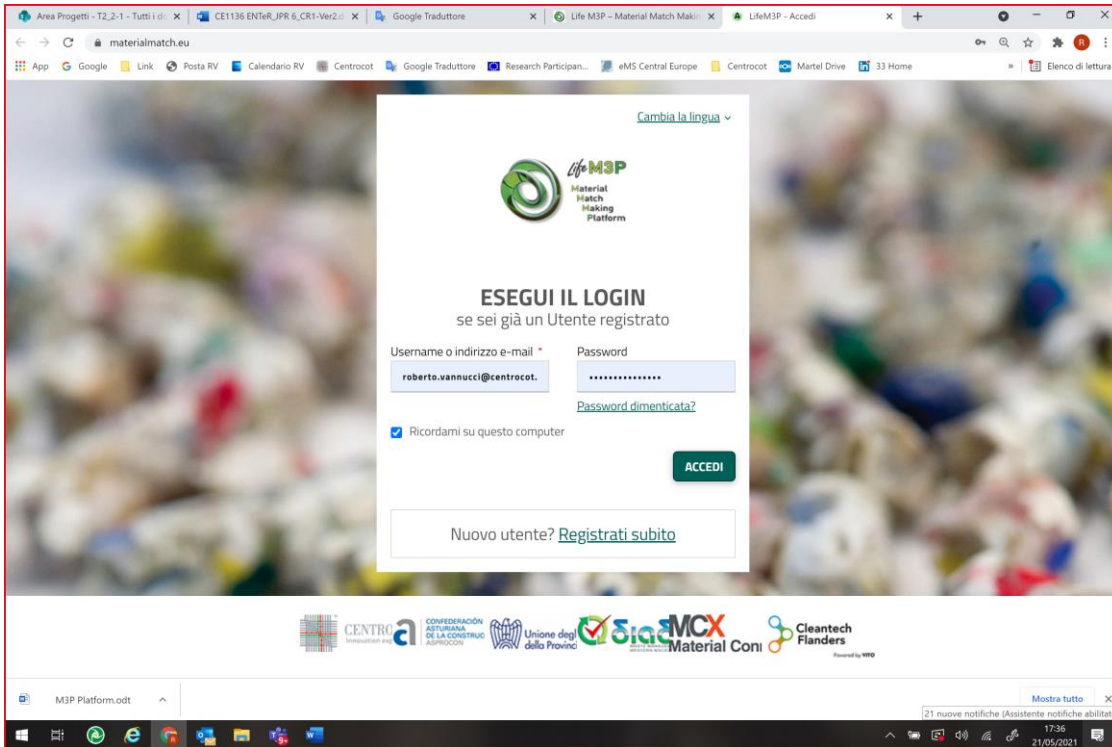 Area Progetti - T2_2-1 - Tutti i do
CE1136 ENTeR_JPR 6_CR1-Ver2.d
Google Traduttore
Life M3P – Material Match Makin
LifeM3P - Accedi
materialmatch.eu
R
App
Google
Link
Posta RV
Calendario RV
Centrocot
Google Traduttore
Research Participan...
eMS Central Europe
Centrocot
Martel Drive
33 Home
»
Elenco di lettura
Cambia la lingua
Life M3P
Material
Match
Making
Platform
ESEGUI IL LOGIN
se sei già un Utente registrato
Username o indirizzo e-mail *
Password
roberto.vannucci@centrocot.
•••••••••••••••
Password dimenticata?
Ricordami su questo computer
ACCEDI
Nuovo utente? Registrati subito
CENTRO
CONFEDERACIÓN
ASTURIANA
DE LA CONSTRUC
ASPROCON
Unione degl
della Provinc
MCX
Material Conn
Cleantech
Flanders
Powered by VITO
M3P Platform.odt
Mostra tutto
21 nuove notifiche (Assistente notifiche abilitat
17:36
21/05/2021